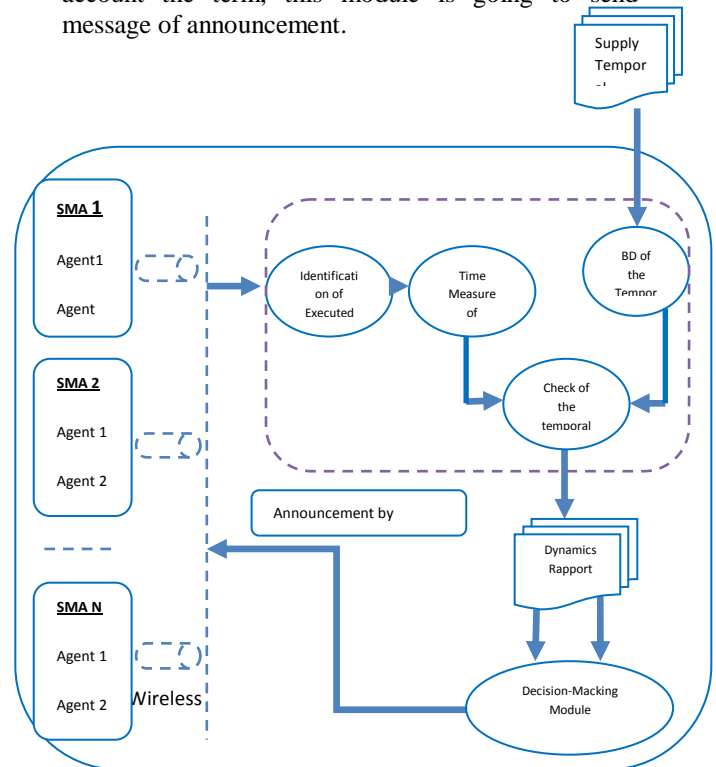 account the term, this module is going to send
message of announcement.
Supply
Tempor
SMA 1
Agent1
Agent
Identificati
on of
Executed
Time
Measure
of
BD of
the
Tempor
SMA 2
Agent 1
Agent 2
Check of
the
temporal
Announcement by
Dynamics
Rapport
SMA N
Agent 1
Agent 2
Wireless
Decision-Macking
Module